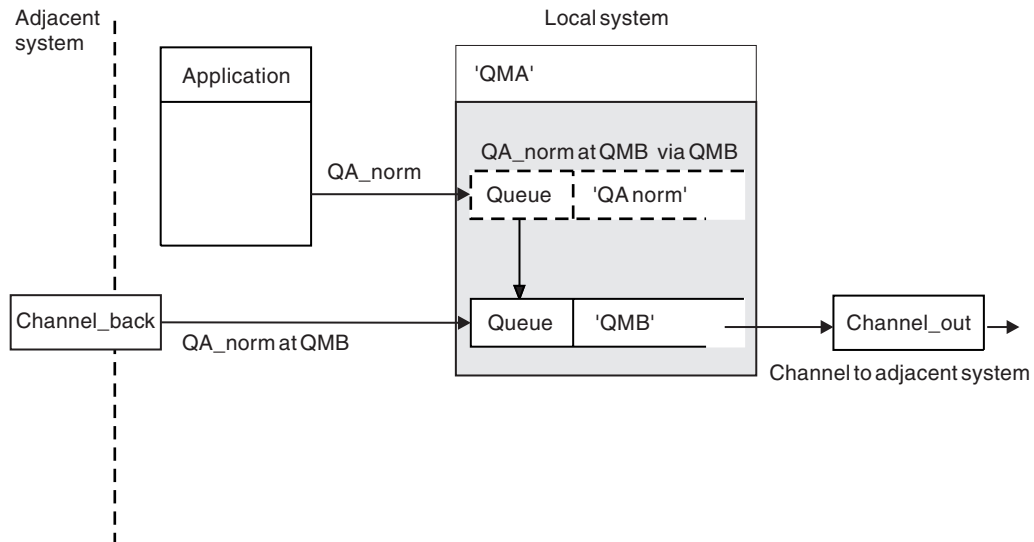 Adjacent
system
Local system
Application
'QMA'
QA_norm at QMB via QMB
QA_norm
Queue
'QA norm'
Channel_back
QA_norm at QMB
Queue
'QMB'
Channel_out
Channel to adjacent system